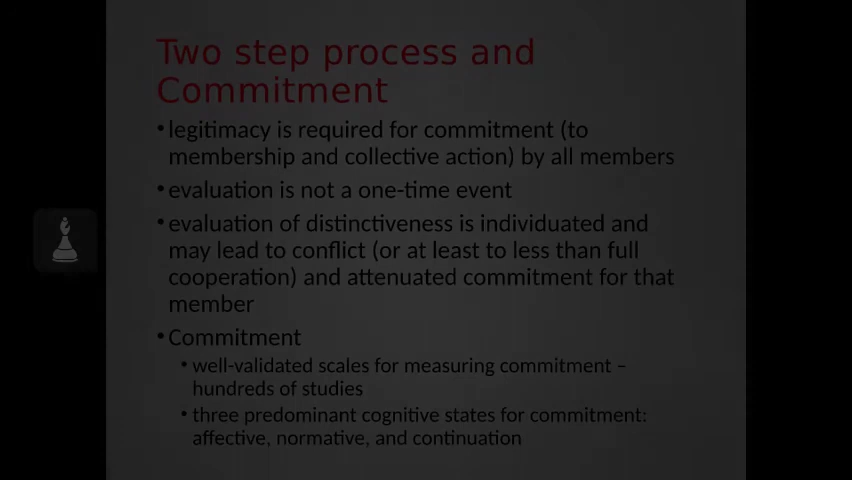 Two step process and
Commitment
• legitimacy is required for commitment (to
membership and collective action) by all members
• evaluation is not a one-time event
• evaluation of distinctiveness is individuated and
may lead to conflict (or at least to less than full
cooperation) and attenuated commitment for that
member
• Commitment
• well-validated scales for measuring commitment –
hundreds of studies
• three predominant cognitive states for commitment:
affective, normative, and continuation